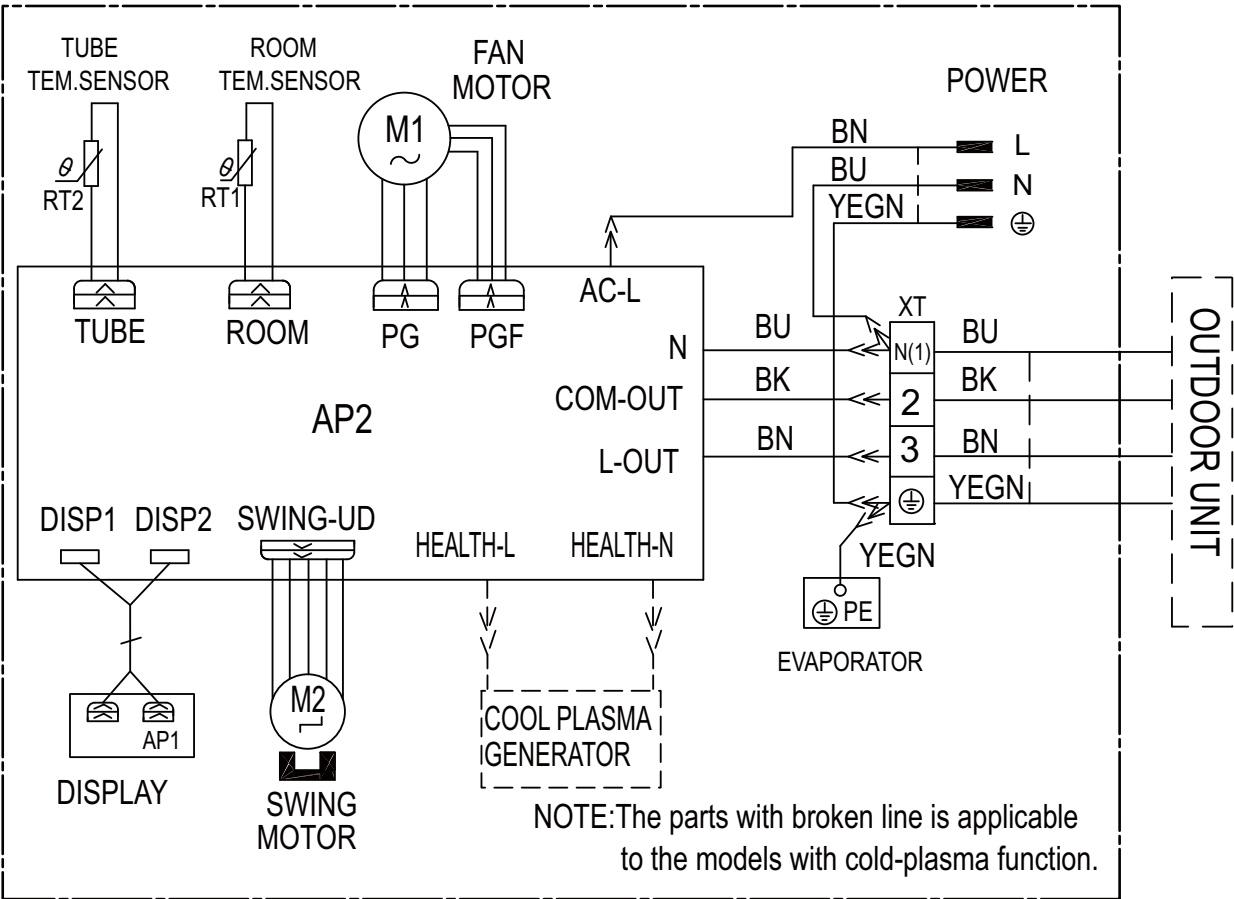 TUBE
TEM.SENSOR
ROOM
TEM.SENSOR
FAN
MOTOR
POWER
M1
θ
RT2
θ
RT1
BN
L
BU
N
YEGN
TUBE
ROOM
PG
PGF
AC-L
XT
N
BU
N(1)
BU
COM-OUT
BK
2
BK
AP2
L-OUT
BN
3
BN
YEGN
OUTDOOR UNIT
DISP1
DISP2
SWING-UD
HEALTH-L
HEALTH-N
YEGN
PE
EVAPORATOR
M2
AP1
DISPLAY
SWING
MOTOR
COOL PLASMA
GENERATOR
NOTE:The parts with broken line is applicable
to the models with cold-plasma function.